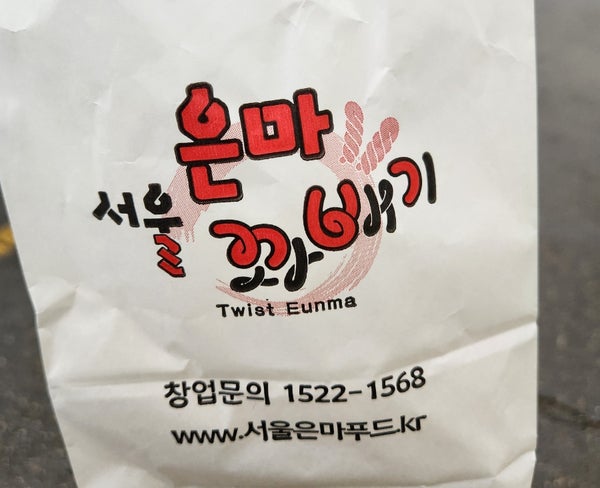 서울
은마
꽈배기
Twist Eunma
창업문의 1522-1568
www.서울은마푸드.kr